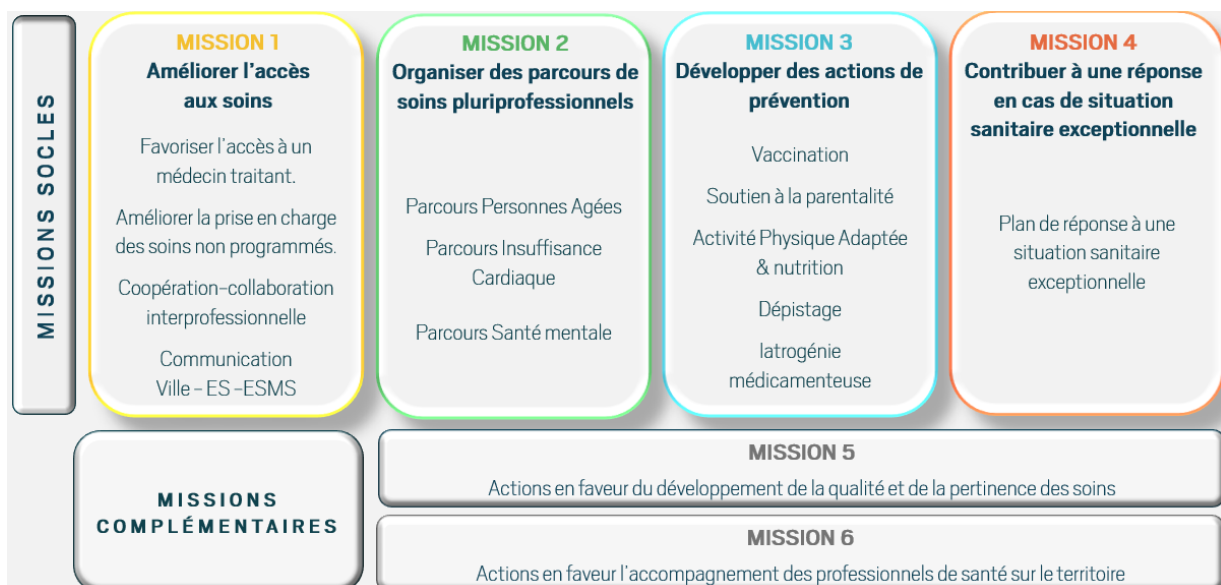 MISSIONS SOCLES
MISSION 1
Améliorer l'accès
aux soins
Favoriser l'accès à un
médecin traitant.
Améliorer la prise en charge
des soins non programmés.
Coopération-collaboration
interprofessionnelle
Communication
Ville - ES -ESMS
MISSION 2
Organiser des parcours de
soins pluriprofessionnels
Parcours Personnes Agées
Parcours Insuffisance
Cardiaque
Parcours Santé mentale
MISSION 3
Développer des actions de
prévention
Vaccination
Soutien à la parentalité
Activité Physique Adaptée
& nutrition
Dépistage
Iatrogénie
médicamenteuse
MISSION 4
Contribuer à une réponse
en cas de situation
sanitaire exceptionnelle
Plan de réponse à une
situation sanitaire
exceptionnelle
MISSIONS
COMPLÉMENTAIRES
MISSION 5
Actions en faveur du développement de la qualité et de la pertinence des soins
MISSION 6
Actions en faveur l'accompagnement des professionnels de santé sur le territoire